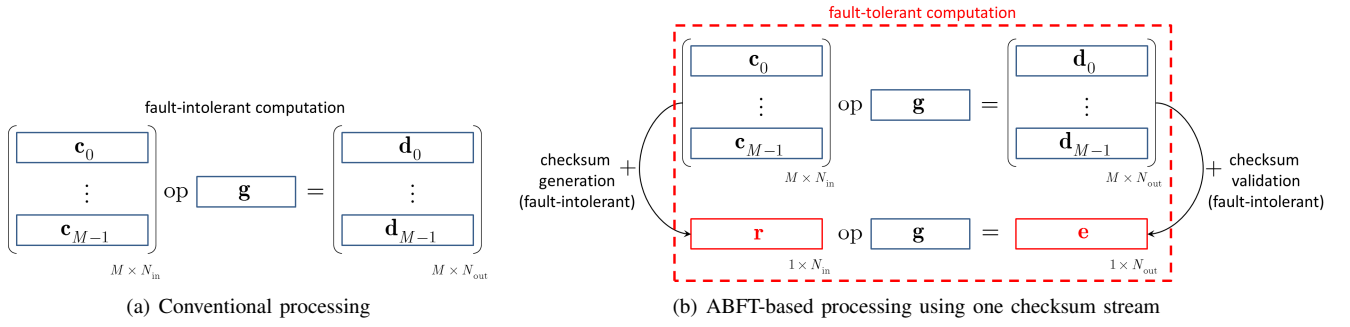 fault-intolerant computation
c_0
⋮
c_{M−1}
M × N_in
op
g
=
d_0
⋮
d_{M−1}
M × N_out
(a) Conventional processing
fault-tolerant computation
c_0
⋮
c_{M−1}
M × N_in
op
g
=
d_0
⋮
d_{M−1}
M × N_out
checksum +
generation
(fault-intolerant)
+ checksum
validation
(fault-intolerant)
r
1 × N_in
op
g
=
e
1 × N_out
(b) ABFT-based processing using one checksum stream